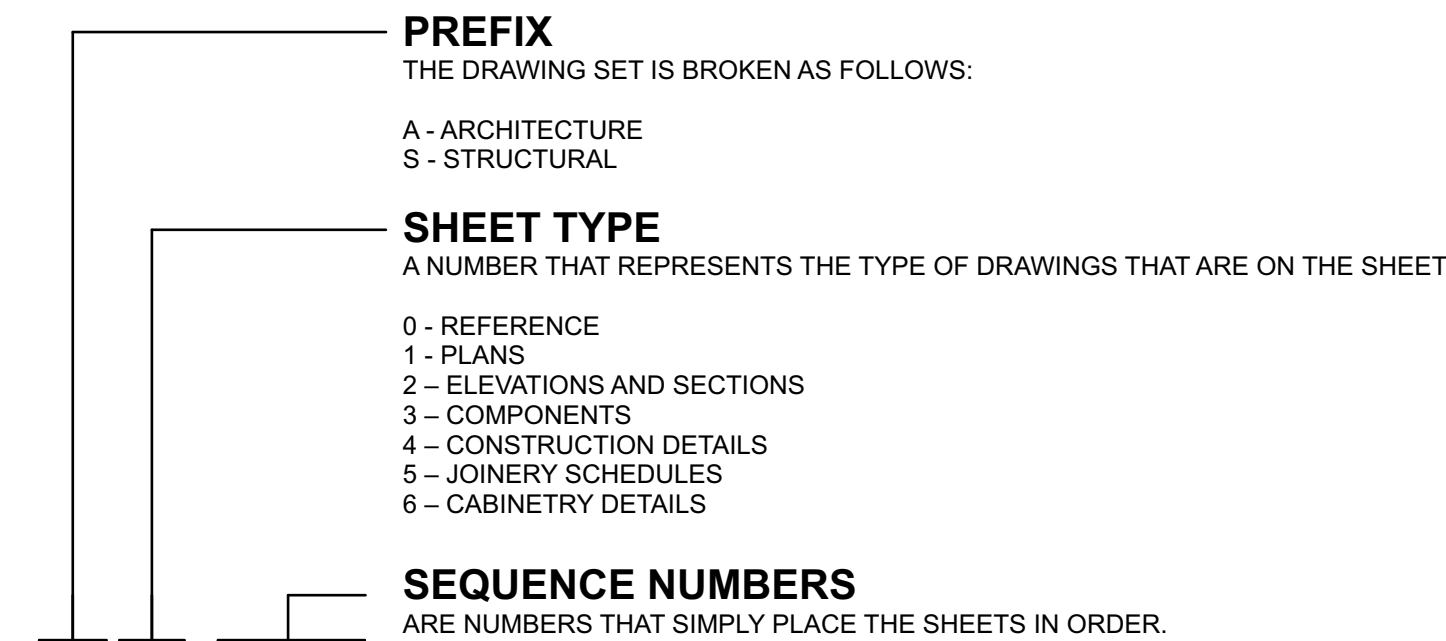 PREFIX
THE DRAWING SET IS BROKEN AS FOLLOWS:
A - ARCHITECTURE
S - STRUCTURAL
SHEET TYPE
A NUMBER THAT REPRESENTS THE TYPE OF DRAWINGS THAT ARE ON THE SHEET
0 - REFERENCE
1 - PLANS
2 – ELEVATIONS AND SECTIONS
3 – COMPONENTS
4 – CONSTRUCTION DETAILS
5 – JOINERY SCHEDULES
6 – CABINETRY DETAILS
SEQUENCE NUMBERS
ARE NUMBERS THAT SIMPLY PLACE THE SHEETS IN ORDER.